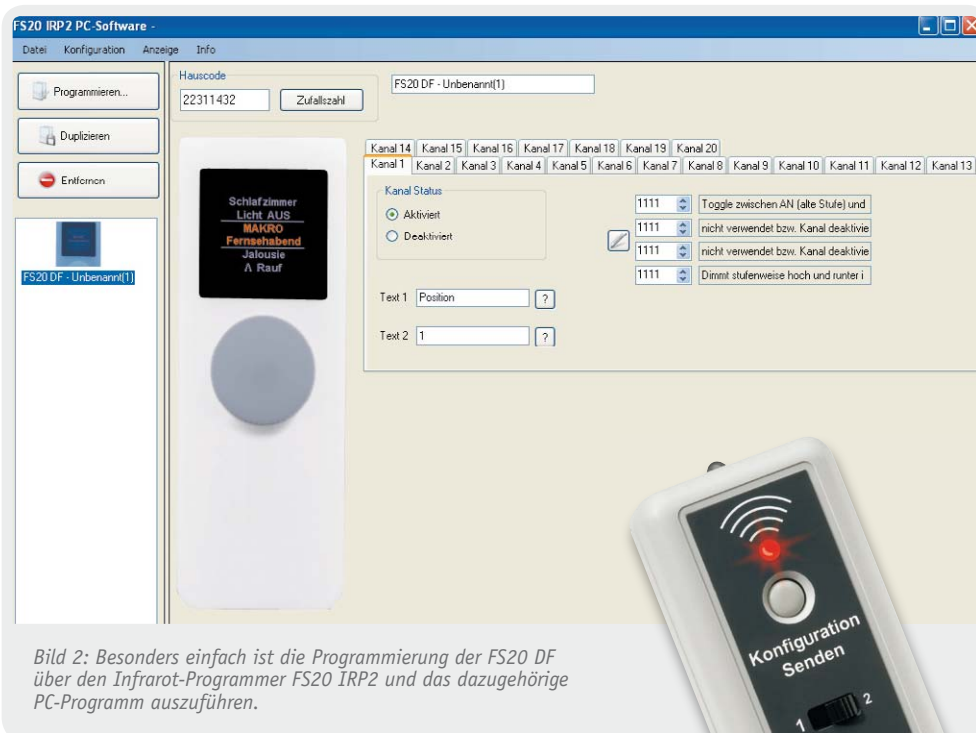 FS20 IRP2 PC-Software -
Datei Konfiguration Anzeige Info
Programmieren...
Duplizieren
Entfernen
FS20 DF - Unbenannt(1)
Hauscode
22311432 Zufallszahl
FS20 DF - Unbenannt(1)
Schlafzimmer
Licht AUS
MAKRO
Fernsehabend
Jalousie
Λ Rauf
Kanal 14 Kanal 15 Kanal 16 Kanal 17 Kanal 18 Kanal 19 Kanal 20
Kanal 1 Kanal 2 Kanal 3 Kanal 4 Kanal 5 Kanal 6 Kanal 7 Kanal 8 Kanal 9 Kanal 10 Kanal 11 Kanal 12 Kanal 13
Kanal Status
Aktiviert
Deaktiviert
1111 Toggle zwischen AN (alte Stufe) und
1111 nicht verwendet bzw. Kanal deaktivie
1111 nicht verwendet bzw. Kanal deaktivie
1111 Dimmt stufenweise hoch und runter i
Text 1 Position ?
Text 2 1 ?
Konfiguration
Senden
1 2
Bild 2: Besonders einfach ist die Programmierung der FS20 DF
über den Infrarot-Programmer FS20 IRP2 und das dazugehörige
PC-Programm auszuführen.